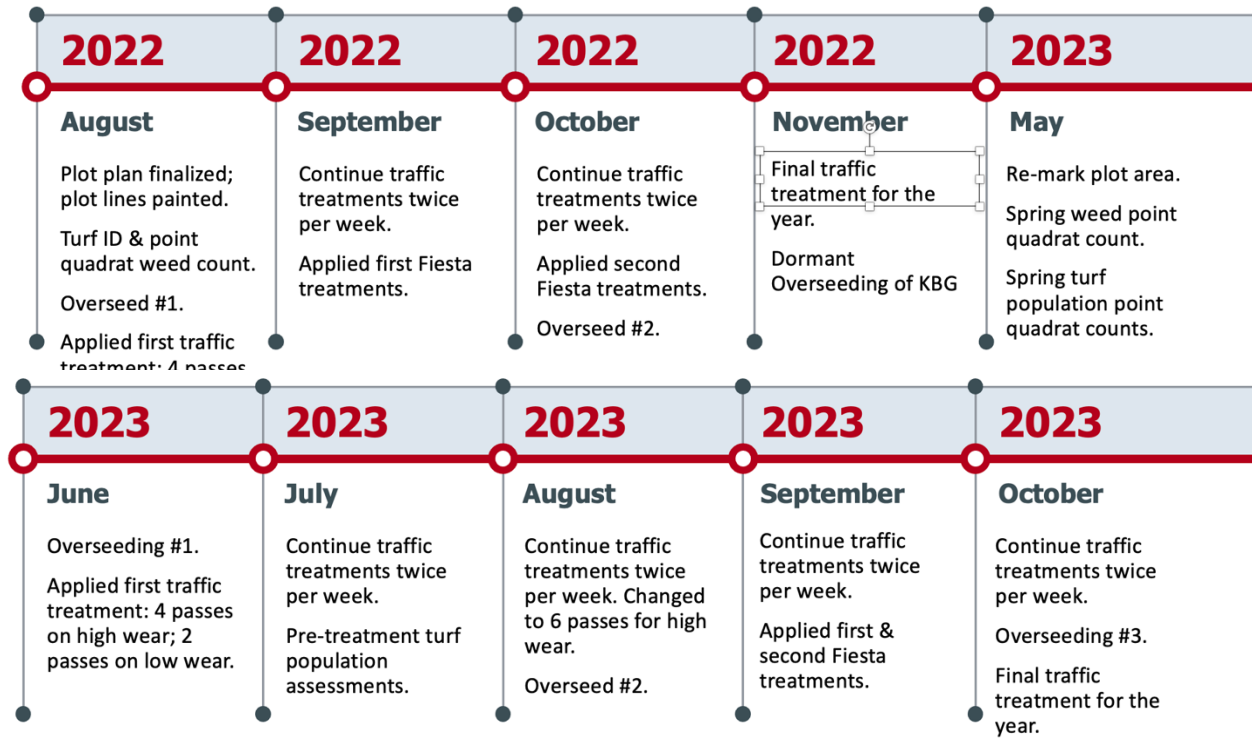 2022
2022
2022
2022
2023
August
Plot plan finalized;
plot lines painted.
Turf ID & point
quadrat weed count.
Overseed #1.
Applied first traffic
treatment: 4 passes
September
Continue traffic
treatments twice
per week.
Applied first Fiesta
treatments.
October
Continue traffic
treatments twice
per week.
Applied second
Fiesta treatments.
Overseed #2.
November
Final traffic
treatment for the
year.
Dormant
Overseeding of KBG
May
Re-mark plot area.
Spring weed point
quadrat count.
Spring turf
population point
quadrat counts.
2023
2023
2023
2023
2023
June
Overseeding #1.
Applied first traffic
treatment: 4 passes
on high wear; 2
passes on low wear.
July
Continue traffic
treatments twice
per week.
Pre-treatment turf
population
assessments.
August
Continue traffic
treatments twice
per week. Changed
to 6 passes for high
wear.
Overseed #2.
September
Continue traffic
treatments twice
per week.
Applied first &
second Fiesta
treatments.
October
Continue traffic
treatments twice
per week.
Overseeding #3.
Final traffic
treatment for the
year.